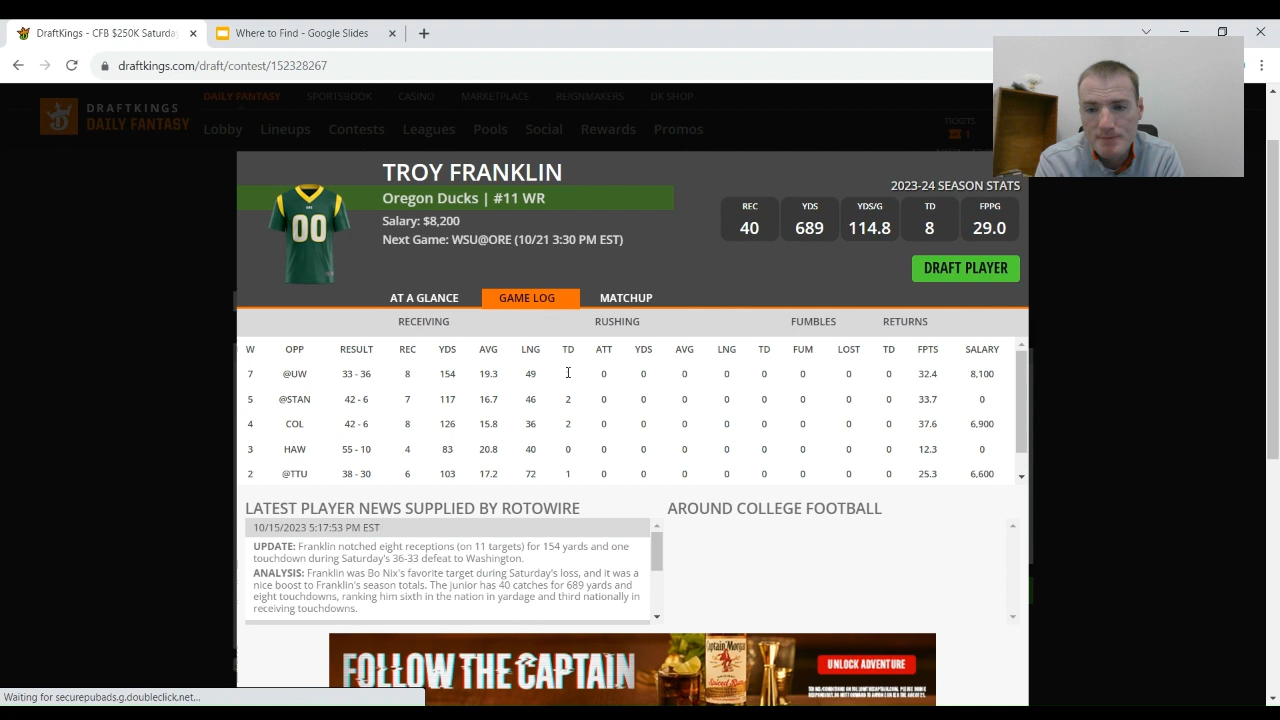 DraftKings - CFB $250K Saturda
Where to Find - Google Slides
draftkings.com/draft/contest/152328267
DRAFTKINGS
DAILY FANTASY
DAILY FANTASY SPORTSBOOK CASINO MARKETPLACE REIGNMAKERS DK SHOP
Lobby Lineups Contests Leagues Pools Social Rewards Promos
TICKETS
1
TROY FRANKLIN
Oregon Ducks | #11 WR
Salary: $8,200
Next Game: WSU@ORE (10/21 3:30 PM EST)
00
2023-24 SEASON STATS
REC YDS YDS/G TD FPPG
40 689 114.8 8 29.0
DRAFT PLAYER
AT A GLANCE GAME LOG MATCHUP
RECEIVING RUSHING FUMBLES RETURNS
W OPP RESULT REC YDS AVG LNG TD ATT YDS AVG LNG TD FUM LOST TD FPTS SALARY
7 @UW 33 - 36 8 154 19.3 49 0 0 0 0 0 0 0 0 32.4 8,100
5 @STAN 42 - 6 7 117 16.7 46 2 0 0 0 0 0 0 0 0 33.7 0
4 COL 42 - 6 8 126 15.8 36 2 0 0 0 0 0 0 0 0 37.6 6,900
3 HAW 55 - 10 4 83 20.8 40 0 0 0 0 0 0 0 0 0 12.3 0
2 @TTU 38 - 30 6 103 17.2 72 1 0 0 0 0 0 0 0 0 25.3 6,600
LATEST PLAYER NEWS SUPPLIED BY ROTOWIRE
10/15/2023 5:17:53 PM EST
UPDATE: Franklin notched eight receptions (on 11 targets) for 154 yards and one
touchdown during Saturday's 36-33 defeat to Washington.
ANALYSIS: Franklin was Bo Nix's favorite target during Saturday's loss, and it was a
nice boost to Franklin's season totals. The junior has 40 catches for 689 yards and
eight touchdowns, ranking him sixth in the nation in yardage and third nationally in
receiving touchdowns.
AROUND COLLEGE FOOTBALL
FOLLOW THE CAPTAIN
Captain Morgan
UNLOCK ADVENTURE
Waiting for securepubads.g.doubleclick.net...